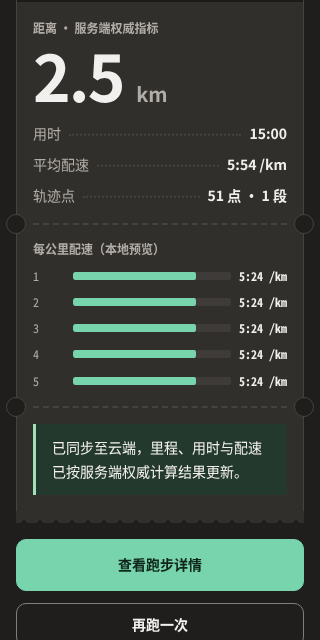 距离 · 服务端权威指标
2.5 km
用时 15:00
平均配速 5:54 /km
轨迹点 51 点 · 1 段
每公里配速（本地预览）
1 5:24 /km
2 5:24 /km
3 5:24 /km
4 5:24 /km
5 5:24 /km
已同步至云端，里程、用时与配速
已按服务端权威计算结果更新。
查看跑步详情
再跑一次